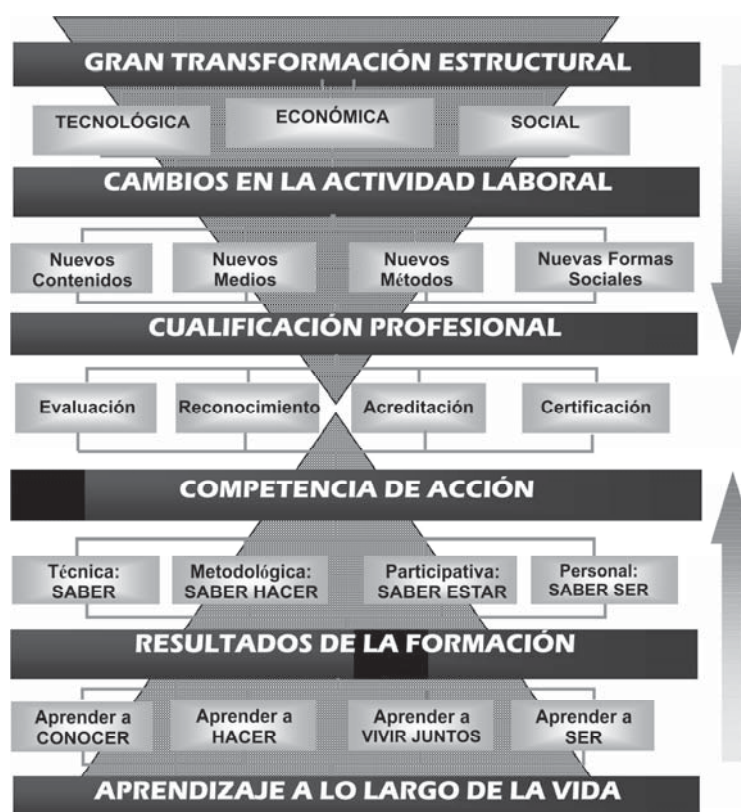 GRAN TRANSFORMACIÓN ESTRUCTURAL
TECNOLÓGICA
ECONÓMICA
SOCIAL
CAMBIOS EN LA ACTIVIDAD LABORAL
Nuevos
Contenidos
Nuevos
Medios
Nuevos
Métodos
Nuevas Formas
Sociales
CUALIFICACIÓN PROFESIONAL
Evaluación
Reconocimiento
Acreditación
Certificación
COMPETENCIA DE ACCIÓN
Técnica:
SABER
Metodológica:
SABER HACER
Participativa:
SABER ESTAR
Personal:
SABER SER
RESULTADOS DE LA FORMACIÓN
Aprender a
CONOCER
Aprender a
HACER
Aprender a
VIVIR JUNTOS
Aprender a
SER
APRENDIZAJE A LO LARGO DE LA VIDA